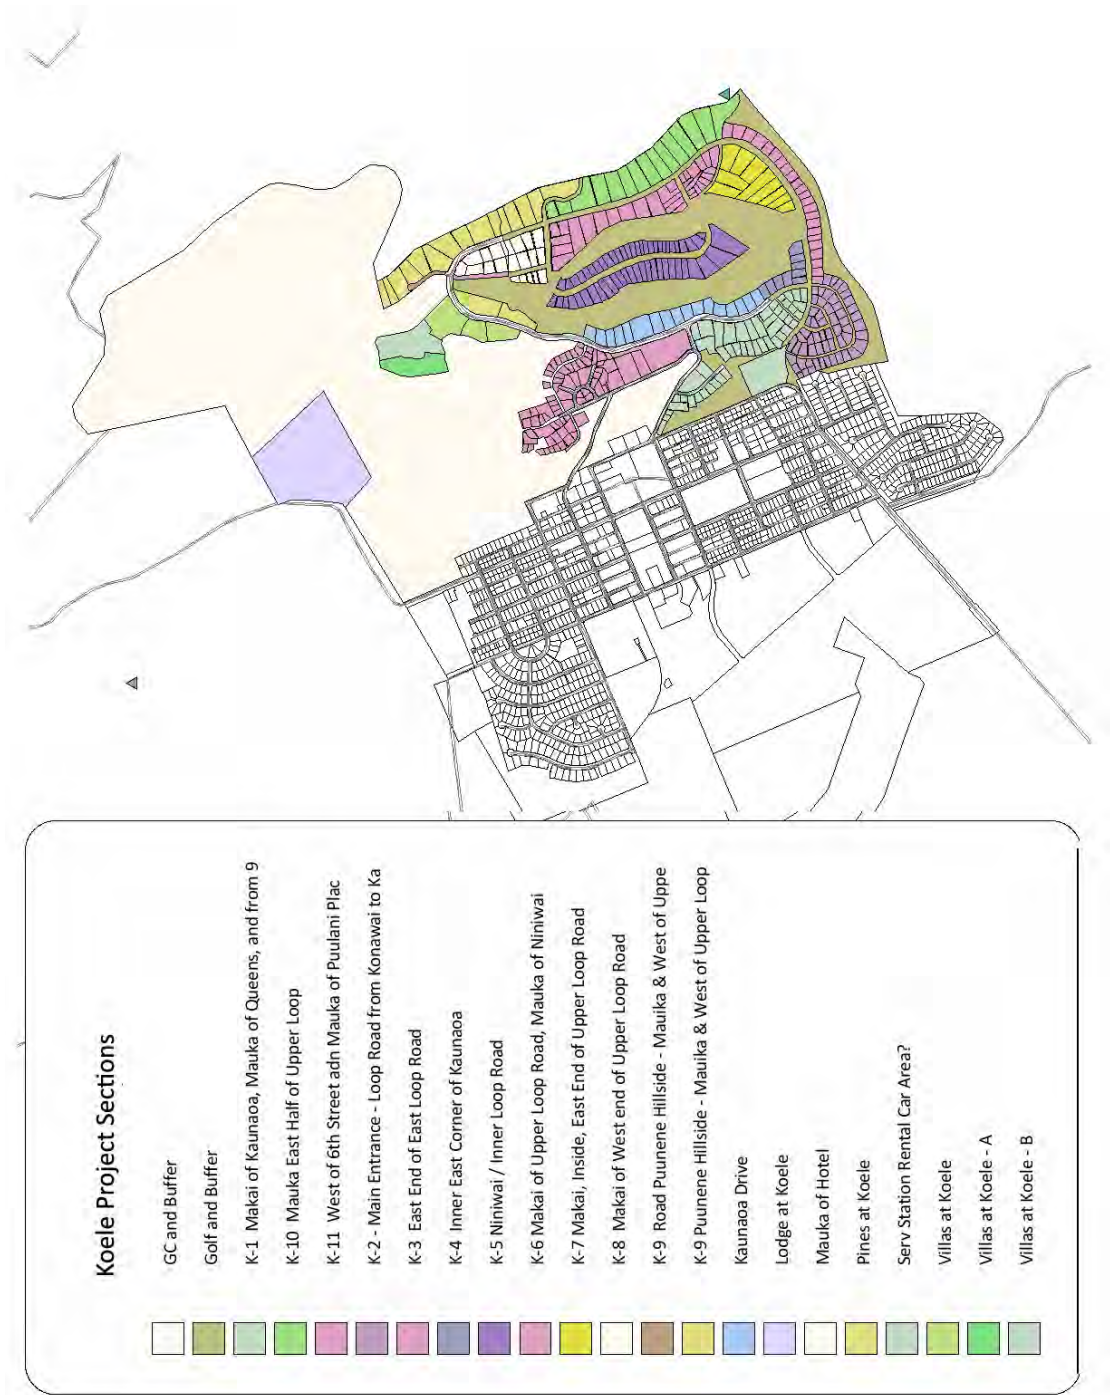 Koele Project Sections
GC and Buffer
Golf and Buffer
K-1 Makai of Kaunaoa, Mauka of Queens, and from 9
K-10 Mauka East Half of Upper Loop
K-11 West of 6th Street adn Mauka of Puulani Plac
K-2 - Main Entrance - Loop Road from Konawai to Ka
K-3 East End of East Loop Road
K-4 Inner East Corner of Kaunaoa
K-5 Niniwai / Inner Loop Road
K-6 Makai of Upper Loop Road, Mauka of Niniwai
K-7 Makai, Inside, East End of Upper Loop Road
K-8 Makai of West end of Upper Loop Road
K-9 Road Puunene Hillside - Mauika & West of Uppe
K-9 Puunene Hillside - Mauika & West of Upper Loop
Kaunaoa Drive
Lodge at Koele
Mauka of Hotel
Pines at Koele
Serv Station Rental Car Area?
Villas at Koele
Villas at Koele - A
Villas at Koele - B